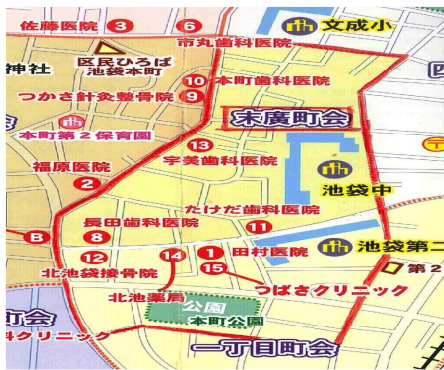 佐藤医院 3
6
文成小
市丸歯科医院
区民ひろば
池袋本町
神社
10 本町歯科医院
つかさ針灸整骨院 9
末廣町会
本町第2保育園
13
宇美歯科医院
福原医院
2
池袋中
たけだ歯科医院
長田歯科医院
11
B
8
1 田村医院
池袋第二
12
14
15
第2
北池袋接骨院
つばさクリニック
北池薬局
公園
本町公園
町会
科クリニック
一丁目町会